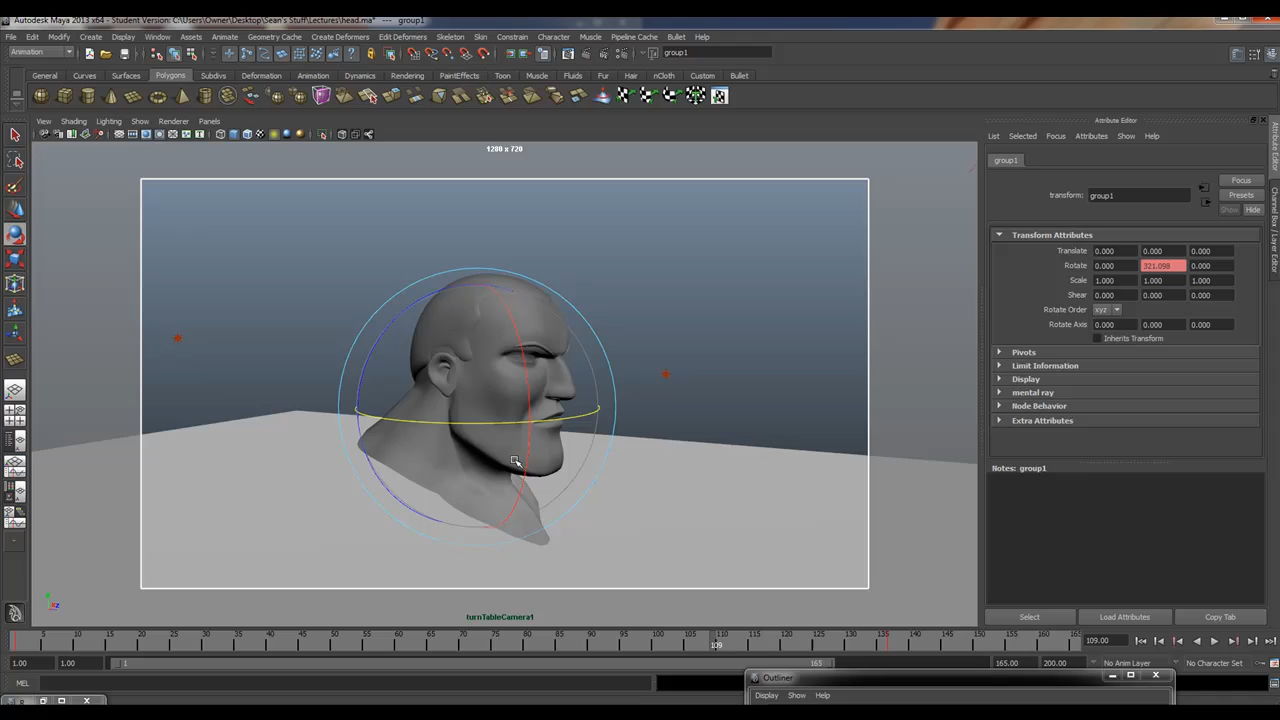 Autodesk Maya 2013 x64 - Student Version: C:\Users\Owner\Desktop\Sean's Stuff\Lectures\head.ma* --- group1
File Edit Modify Create Display Window Assets Animate Geometry Cache Create Deformers Edit Deformers Skeleton Skin Constrain Character Muscle Pipeline Cache Bullet Help
Animation group1
General Curves Surfaces Polygons Subdivs Deformation Animation Dynamics Rendering PaintEffects Toon Muscle Fluids Fur Hair nCloth Custom Bullet
View Shading Lighting Show Renderer Panels
Attribute Editor
List Selected Focus Attributes Show Help
1280 x 720
group1
Focus
transform: group1 Presets
Show Hide
Transform Attributes
Translate 0.000 0.000 0.000
Rotate 0.000 321.098 0.000
Scale 1.000 1.000 1.000
Shear 0.000 0.000 0.000
Rotate Order xyz
Rotate Axis 0.000 0.000 0.000
Inherits Transform
Pivots
Limit Information
Display
mental ray
Node Behavior
Extra Attributes
Notes: group1
Attribute Editor
Channel Box / Layer Editor
turnTableCamera1
Select Load Attributes Copy Tab
5 10 15 20 25 30 35 40 45 50 55 60 65 70 75 80 85 90 95 100 105 110 115 120 125 130 135 140 145 150 155 160 165
109
109.00
1.00 1.00 1 165 165.00 200.00 No Anim Layer No Character Set
MEL
Outliner
Display Show Help